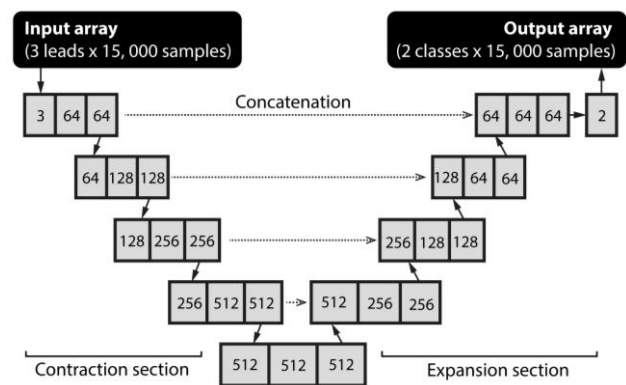 Input array
(3 leads x 15, 000 samples)
Output array
(2 classes x 15, 000 samples)
Concatenation
3 64 64
64 64 64
2
64 128 128
128 64 64
128 256 256
256 128 128
256 512 512
512 256 256
512 512 512
Contraction section
Expansion section